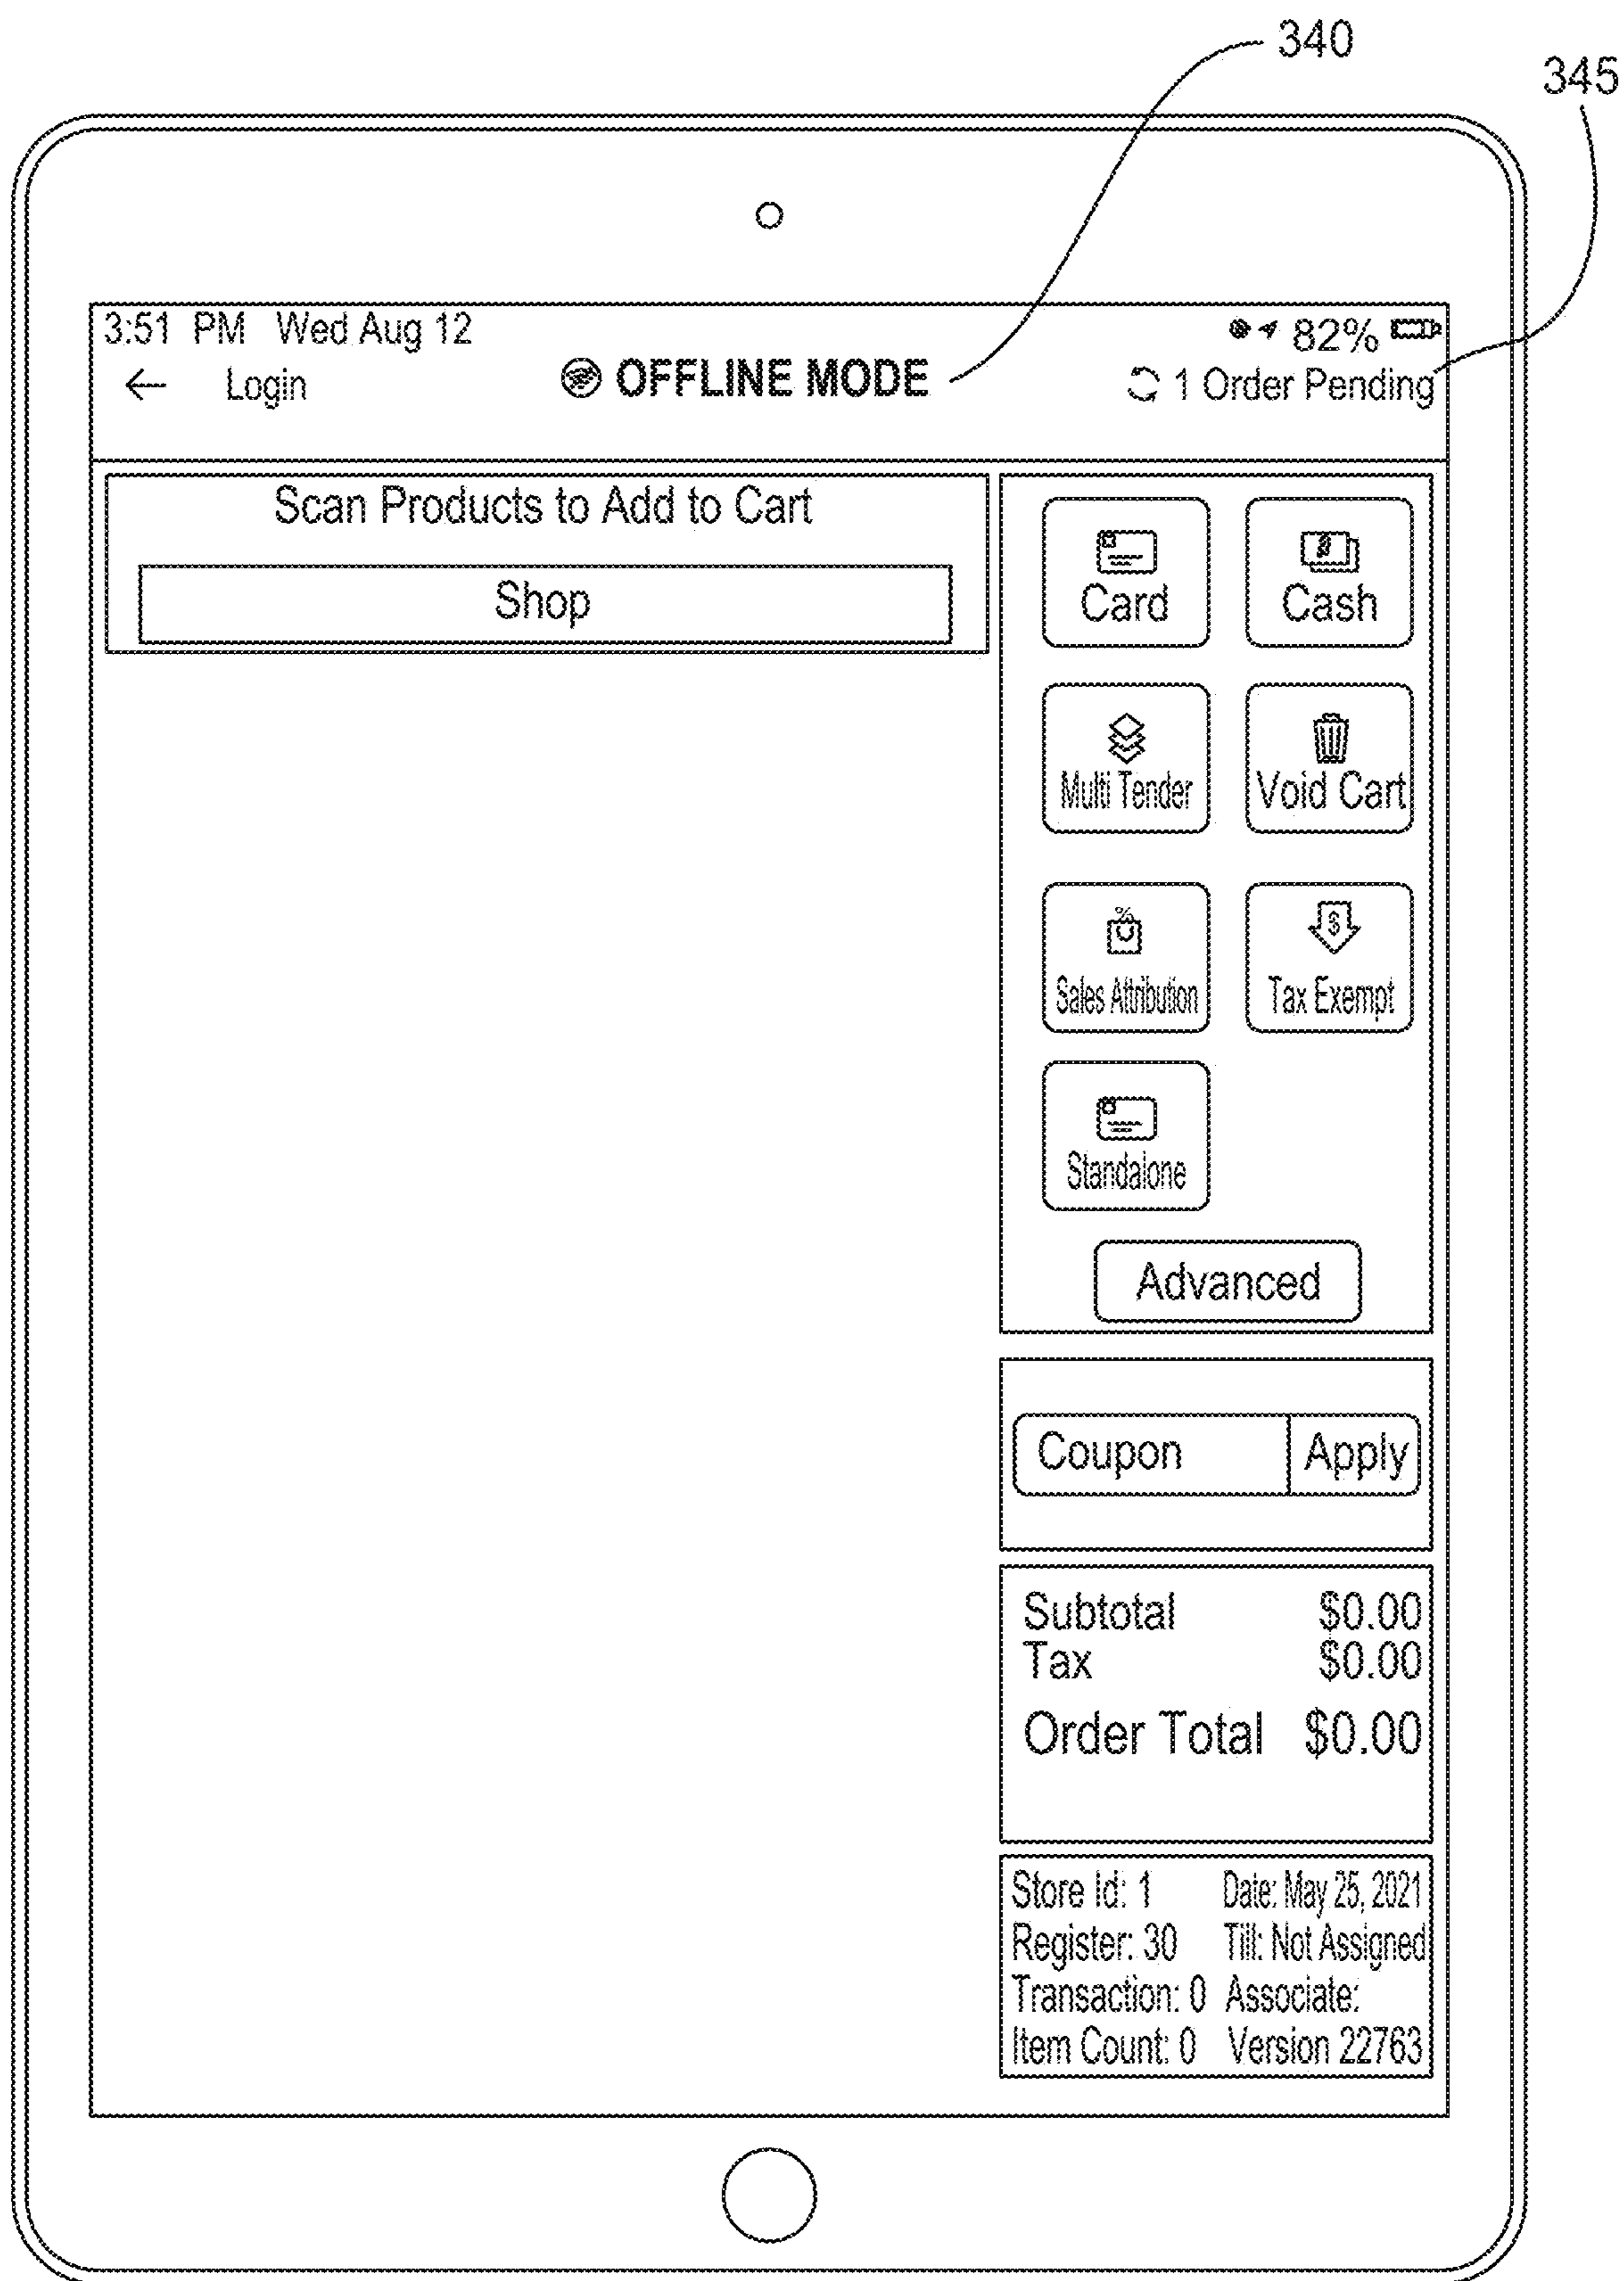 340
345
3:51 PM Wed Aug 12
82%
← Login
OFFLINE MODE
1 Order Pending
Scan Products to Add to Cart
Shop
Card
Cash
Multi Tender
Void Cart
%
$
Sales Attribution
Tax Exempt
Standalone
Advanced
Coupon
Apply
Subtotal $0.00
Tax $0.00
Order Total $0.00
Store Id: 1 Date: May 25, 2021
Register: 30 Till: Not Assigned
Transaction: 0 Associate:
Item Count: 0 Version 22763